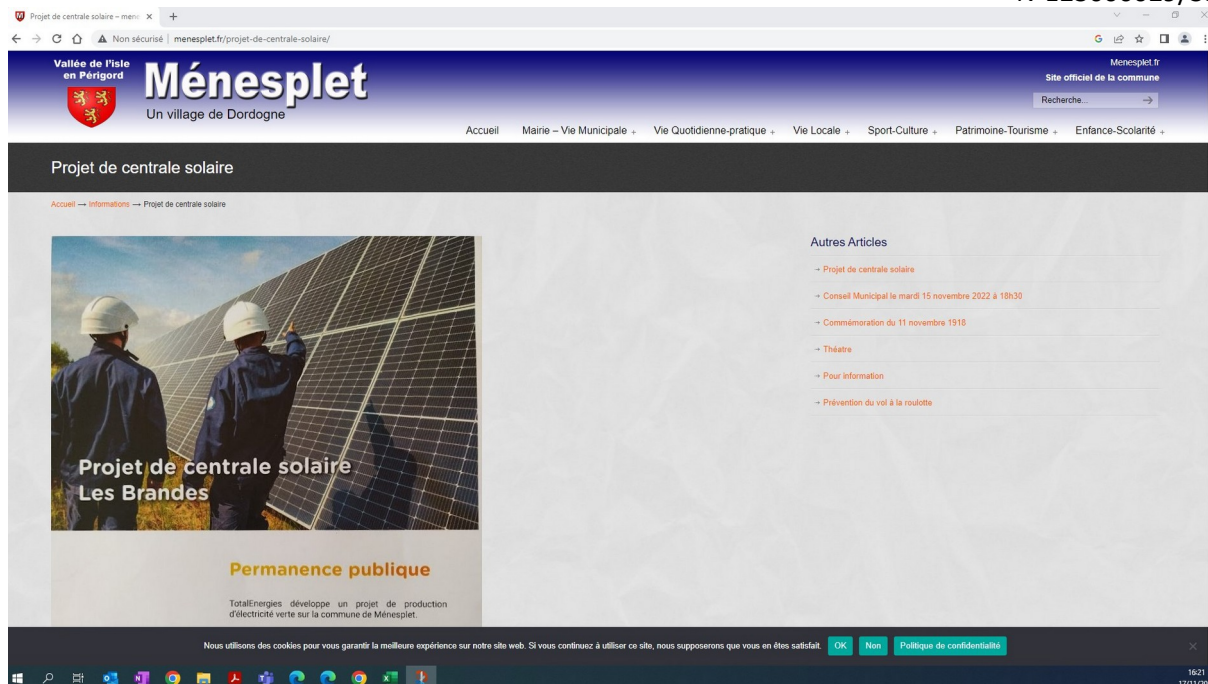 Projet de centrale solaire – mene
Non sécurisé | menesplet.fr/projet-de-centrale-solaire/
Vallée de l'Isle
en Périgord
Ménesplet
Un village de Dordogne
Menesplet.fr
Site officiel de la commune
Recherche...
Accueil Mairie – Vie Municipale + Vie Quotidienne-pratique + Vie Locale + Sport-Culture + Patrimoine-Tourisme + Enfance-Scolarité +
Projet de centrale solaire
Accueil → Informations → Projet de centrale solaire
Projet de centrale solaire
Les Brandes
Permanence publique
TotalEnergies développe un projet de production
d'électricité verte sur la commune de Ménesplet.
Autres Articles
→ Projet de centrale solaire
→ Conseil Municipal le mardi 15 novembre 2022 à 18h30
→ Commémoration du 11 novembre 1918
→ Théatre
→ Pour information
→ Prévention du vol à la roulotte
Nous utilisons des cookies pour vous garantir la meilleure expérience sur notre site web. Si vous continuez à utiliser ce site, nous supposerons que vous en êtes satisfait. OK Non Politique de confidentialité
16:21